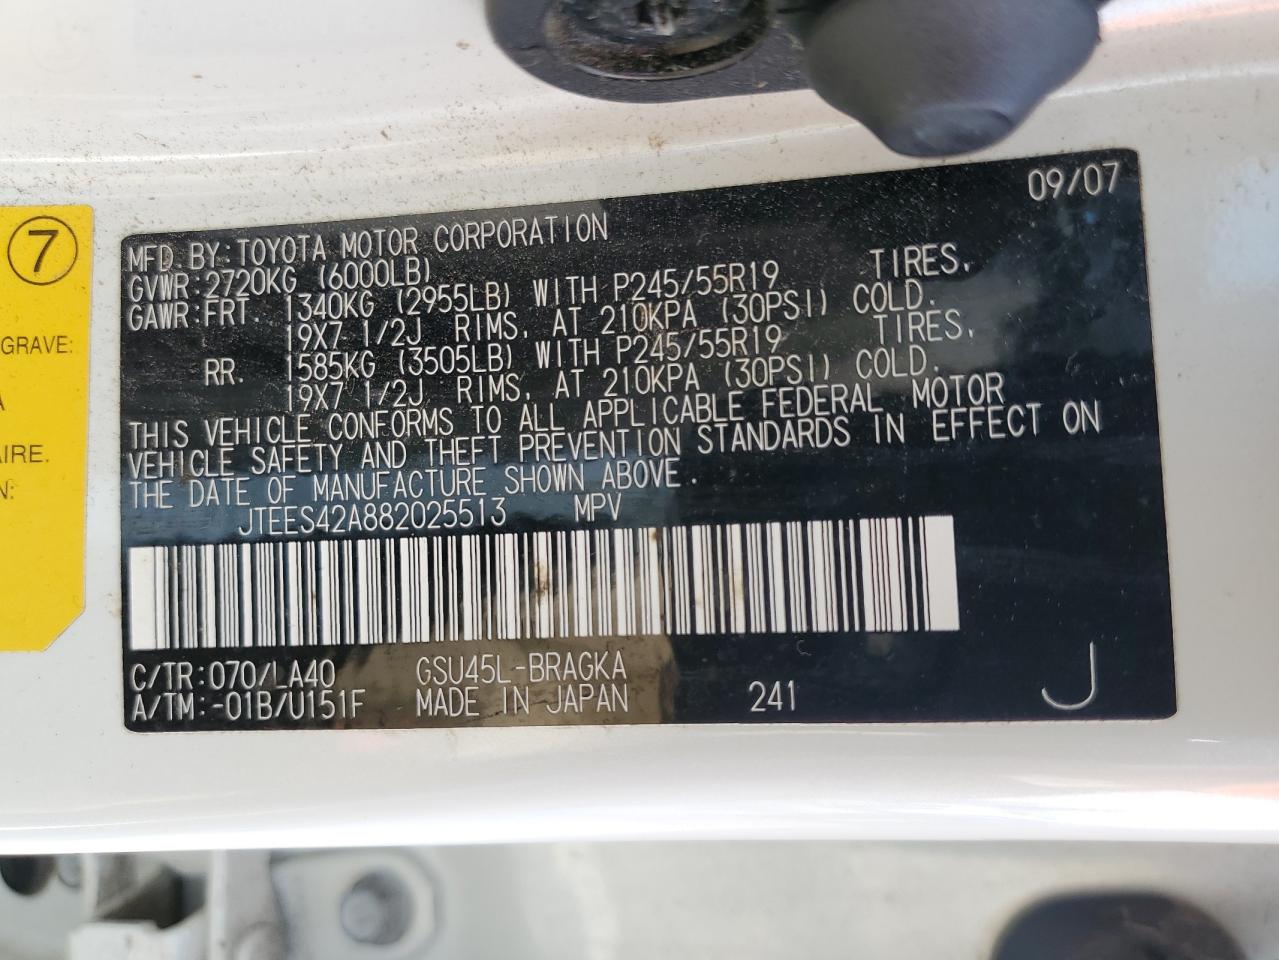 09/07
MFD BY:TOYOTA MOTOR CORPORATION
GVWR:2720KG (6000LB)
GAWR:FRT. 1340KG (2955LB) WITH P245/55R19 TIRES,
19X7 1/2J RIMS, AT 210KPA (30PSI) COLD.
RR. 1585KG (3505LB) WITH P245/55R19 TIRES,
19X7 1/2J RIMS, AT 210KPA (30PSI) COLD.
THIS VEHICLE CONFORMS TO ALL APPLICABLE FEDERAL MOTOR
VEHICLE SAFETY AND THEFT PREVENTION STANDARDS IN EFFECT ON
THE DATE OF MANUFACTURE SHOWN ABOVE.
JTEES42A882025513 MPV
C/TR:070/LA40 GSU45L-BRAGKA
A/TM:-01B/U151F MADE IN JAPAN 241 J
7
GRAVE:
A
AIRE.
N: